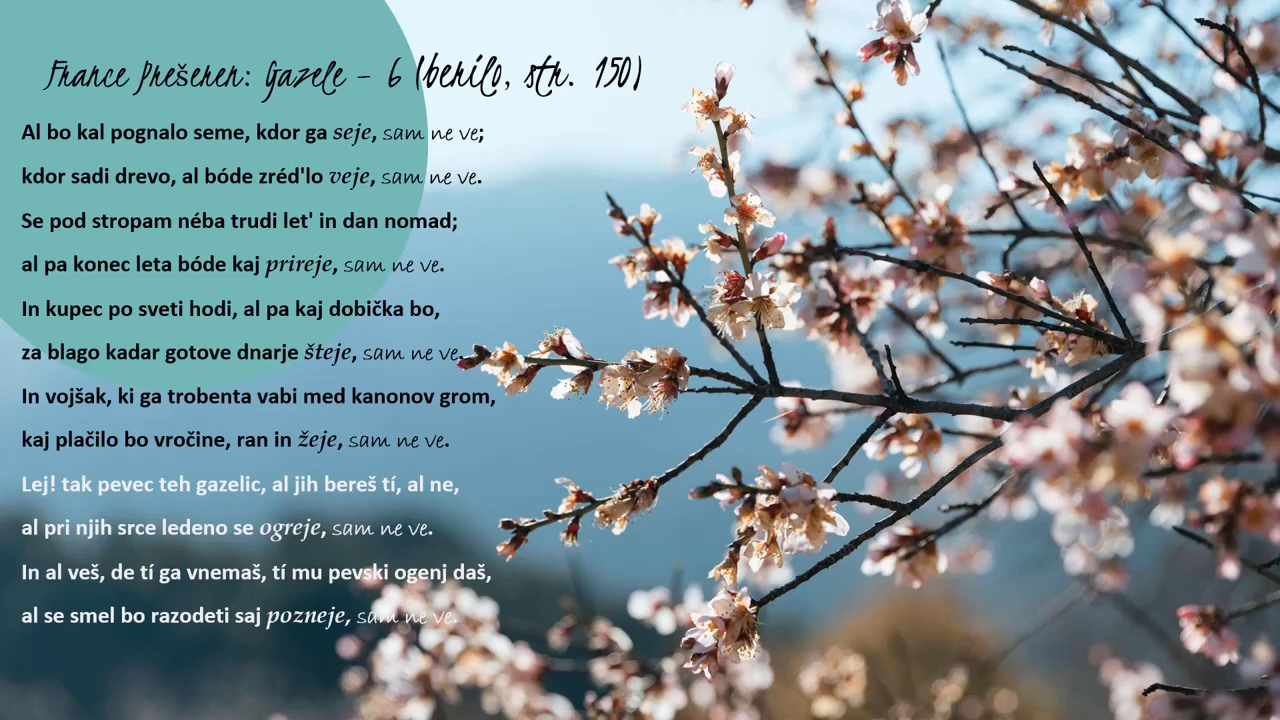 France Prešeren: Gazele – 6 (berilo, str. 150)
Al bo kal pognalo seme, kdor ga seje, sam ne ve;
kdor sadi drevo, al bóde zréd'lo veje, sam ne ve.
Se pod stropam néba trudi let' in dan nomad;
al pa konec leta bóde kaj prireje, sam ne ve.
In kupec po sveti hodi, al pa kaj dobička bo,
za blago kadar gotove dnarje šteje, sam ne ve.
In vojšak, ki ga trobenta vabi med kanonov grom,
kaj plačilo bo vročine, ran in žeje, sam ne ve.
Lej! tak pevec teh gazelic, al jih bereš tí, al ne,
al pri njih srce ledeno se ogreje, sam ne ve.
In al veš, de tí ga vnemaš, tí mu pevski ogenj daš,
al se smel bo razodeti saj pozneje, sam ne ve.